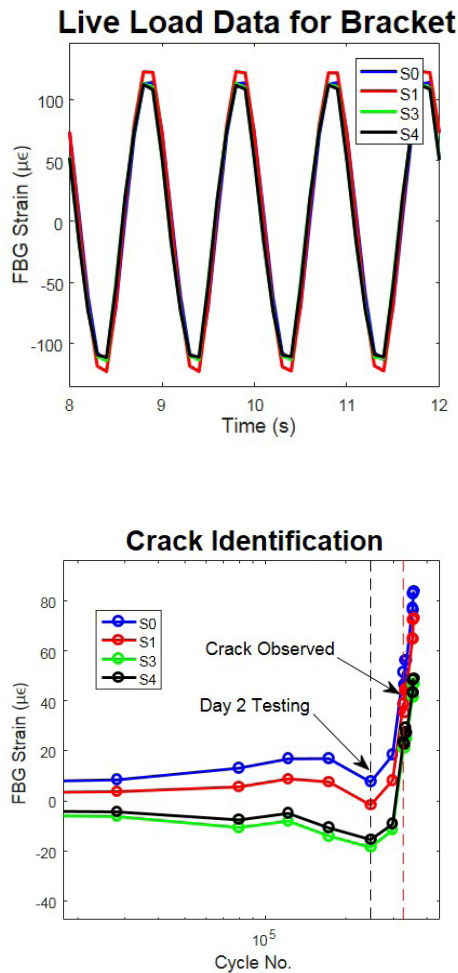 Live Load Data for Bracket
FBG Strain (με)
100
50
0
-50
-100
S0
S1
S3
S4
8
9
10
11
12
Time (s)
Crack Identification
FBG Strain (με)
80
60
40
20
0
-20
-40
S0
S1
S3
S4
Crack Observed
Day 2 Testing
10⁵
Cycle No.